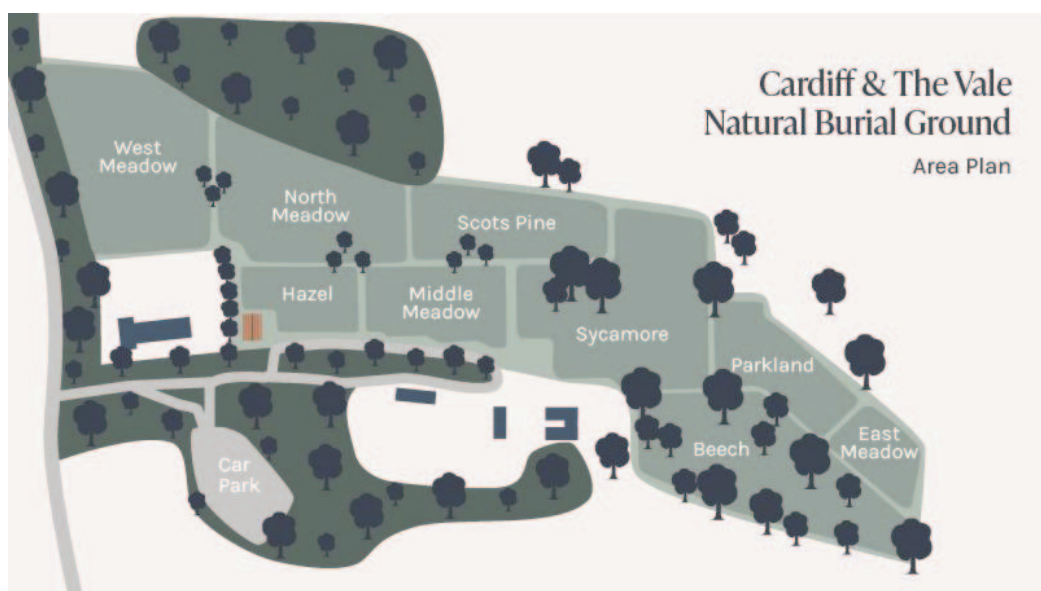 Cardiff & The Vale
Natural Burial Ground
Area Plan
West
Meadow
North
Meadow
Scots Pine
Hazel
Middle
Meadow
Sycamore
Parkland
East
Meadow
Beech
Car
Park